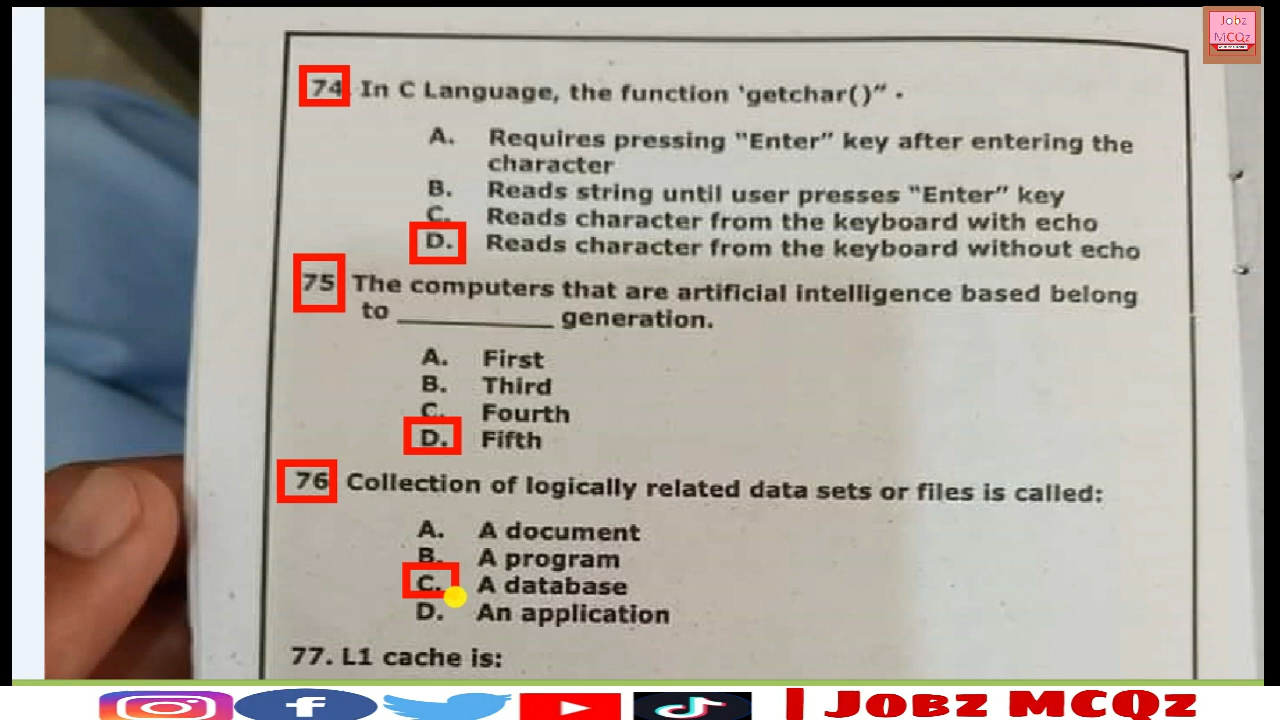 Jobz
MCQz
74. In C Language, the function 'getchar()" -
A. Requires pressing "Enter" key after entering the
character
B. Reads string until user presses "Enter" key
C. Reads character from the keyboard with echo
D. Reads character from the keyboard without echo
75 The computers that are artificial intelligence based belong
to __________ generation.
A. First
B. Third
C. Fourth
D. Fifth
76 Collection of logically related data sets or files is called:
A. A document
B. A program
C. A database
D. An application
77. L1 cache is:
| Jobz MCQz